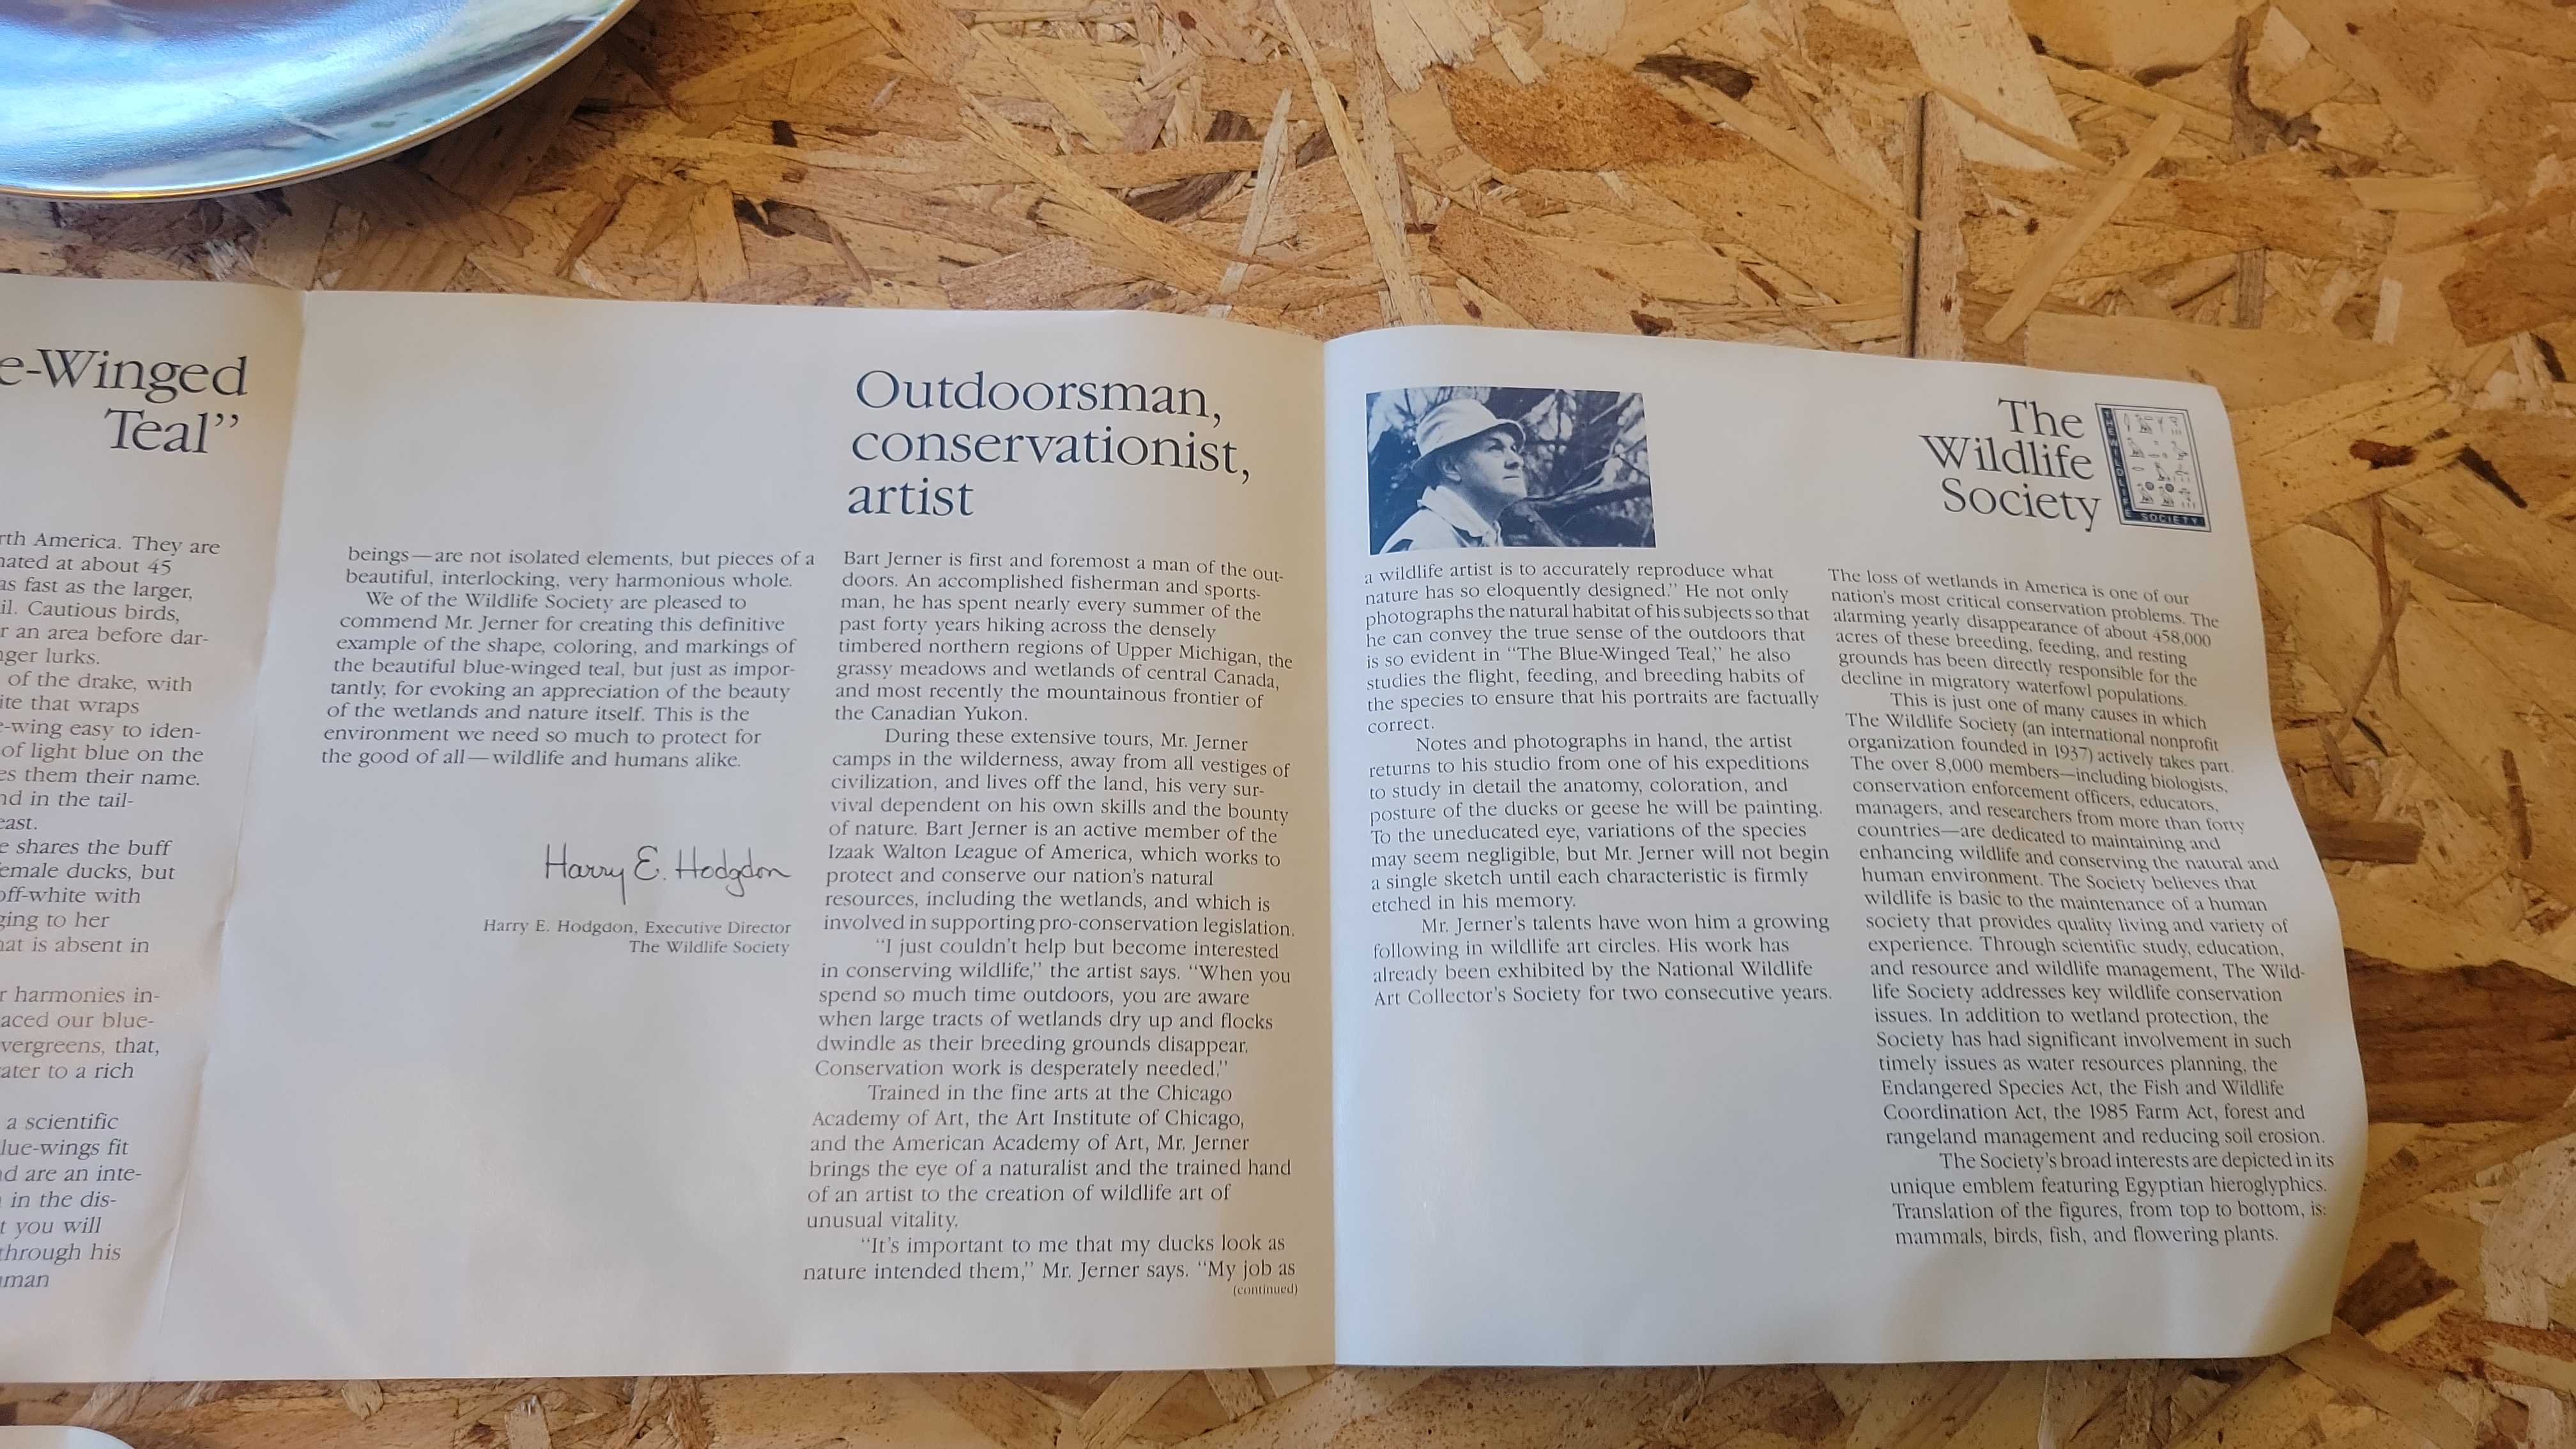 e-Winged
Teal”
rth America. They are
nated at about 45
as fast as the larger,
il. Cautious birds,
r an area before dar-
nger lurks.
of the drake, with
ite that wraps
e-wing easy to iden-
of light blue on the
es them their name.
nd in the tail-
east.
e shares the buff
emale ducks, but
off-white with
ging to her
hat is absent in
r harmonies in-
aced our blue-
vergreens, that,
ater to a rich
a scientific
lue-wings fit
nd are an inte-
in the dis-
t you will
through his
uman
beings—are not isolated elements, but pieces of a
beautiful, interlocking, very harmonious whole.
We of the Wildlife Society are pleased to
commend Mr. Jerner for creating this definitive
example of the shape, coloring, and markings of
the beautiful blue-winged teal, but just as impor-
tantly, for evoking an appreciation of the beauty
of the wetlands and nature itself. This is the
environment we need so much to protect for
the good of all—wildlife and humans alike.
Harry E. Hodgdon
Harry E. Hodgdon, Executive Director
The Wildlife Society
Outdoorsman,
conservationist,
artist
Bart Jerner is first and foremost a man of the out-
doors. An accomplished fisherman and sports-
man, he has spent nearly every summer of the
past forty years hiking across the densely
timbered northern regions of Upper Michigan, the
grassy meadows and wetlands of central Canada,
and most recently the mountainous frontier of
the Canadian Yukon.
During these extensive tours, Mr. Jerner
camps in the wilderness, away from all vestiges of
civilization, and lives off the land, his very sur-
vival dependent on his own skills and the bounty
of nature. Bart Jerner is an active member of the
Izaak Walton League of America, which works to
protect and conserve our nation’s natural
resources, including the wetlands, and which is
involved in supporting pro-conservation legislation.
“I just couldn’t help but become interested
in conserving wildlife,” the artist says. “When you
spend so much time outdoors, you are aware
when large tracts of wetlands dry up and flocks
dwindle as their breeding grounds disappear.
Conservation work is desperately needed.”
Trained in the fine arts at the Chicago
Academy of Art, the Art Institute of Chicago,
and the American Academy of Art, Mr. Jerner
brings the eye of a naturalist and the trained hand
of an artist to the creation of wildlife art of
unusual vitality.
“It’s important to me that my ducks look as
nature intended them,” Mr. Jerner says. “My job as
(continued)
a wildlife artist is to accurately reproduce what
nature has so eloquently designed.” He not only
photographs the natural habitat of his subjects so that
he can convey the true sense of the outdoors that
is so evident in “The Blue-Winged Teal,” he also
studies the flight, feeding, and breeding habits of
the species to ensure that his portraits are factually
correct.
Notes and photographs in hand, the artist
returns to his studio from one of his expeditions
to study in detail the anatomy, coloration, and
posture of the ducks or geese he will be painting.
To the uneducated eye, variations of the species
may seem negligible, but Mr. Jerner will not begin
a single sketch until each characteristic is firmly
etched in his memory.
Mr. Jerner’s talents have won him a growing
following in wildlife art circles. His work has
already been exhibited by the National Wildlife
Art Collector’s Society for two consecutive years.
The
Wildlife
Society
THE WILDLIFE
SOCIETY
The loss of wetlands in America is one of our
nation’s most critical conservation problems. The
alarming yearly disappearance of about 458,000
acres of these breeding, feeding, and resting
grounds has been directly responsible for the
decline in migratory waterfowl populations.
This is just one of many causes in which
The Wildlife Society (an international nonprofit
organization founded in 1937) actively takes part.
The over 8,000 members—including biologists,
conservation enforcement officers, educators,
managers, and researchers from more than forty
countries—are dedicated to maintaining and
enhancing wildlife and conserving the natural and
human environment. The Society believes that
wildlife is basic to the maintenance of a human
society that provides quality living and variety of
experience. Through scientific study, education,
and resource and wildlife management, The Wild-
life Society addresses key wildlife conservation
issues. In addition to wetland protection, the
Society has had significant involvement in such
timely issues as water resources planning, the
Endangered Species Act, the Fish and Wildlife
Coordination Act, the 1985 Farm Act, forest and
rangeland management and reducing soil erosion.
The Society’s broad interests are depicted in its
unique emblem featuring Egyptian hieroglyphics.
Translation of the figures, from top to bottom, is:
mammals, birds, fish, and flowering plants.